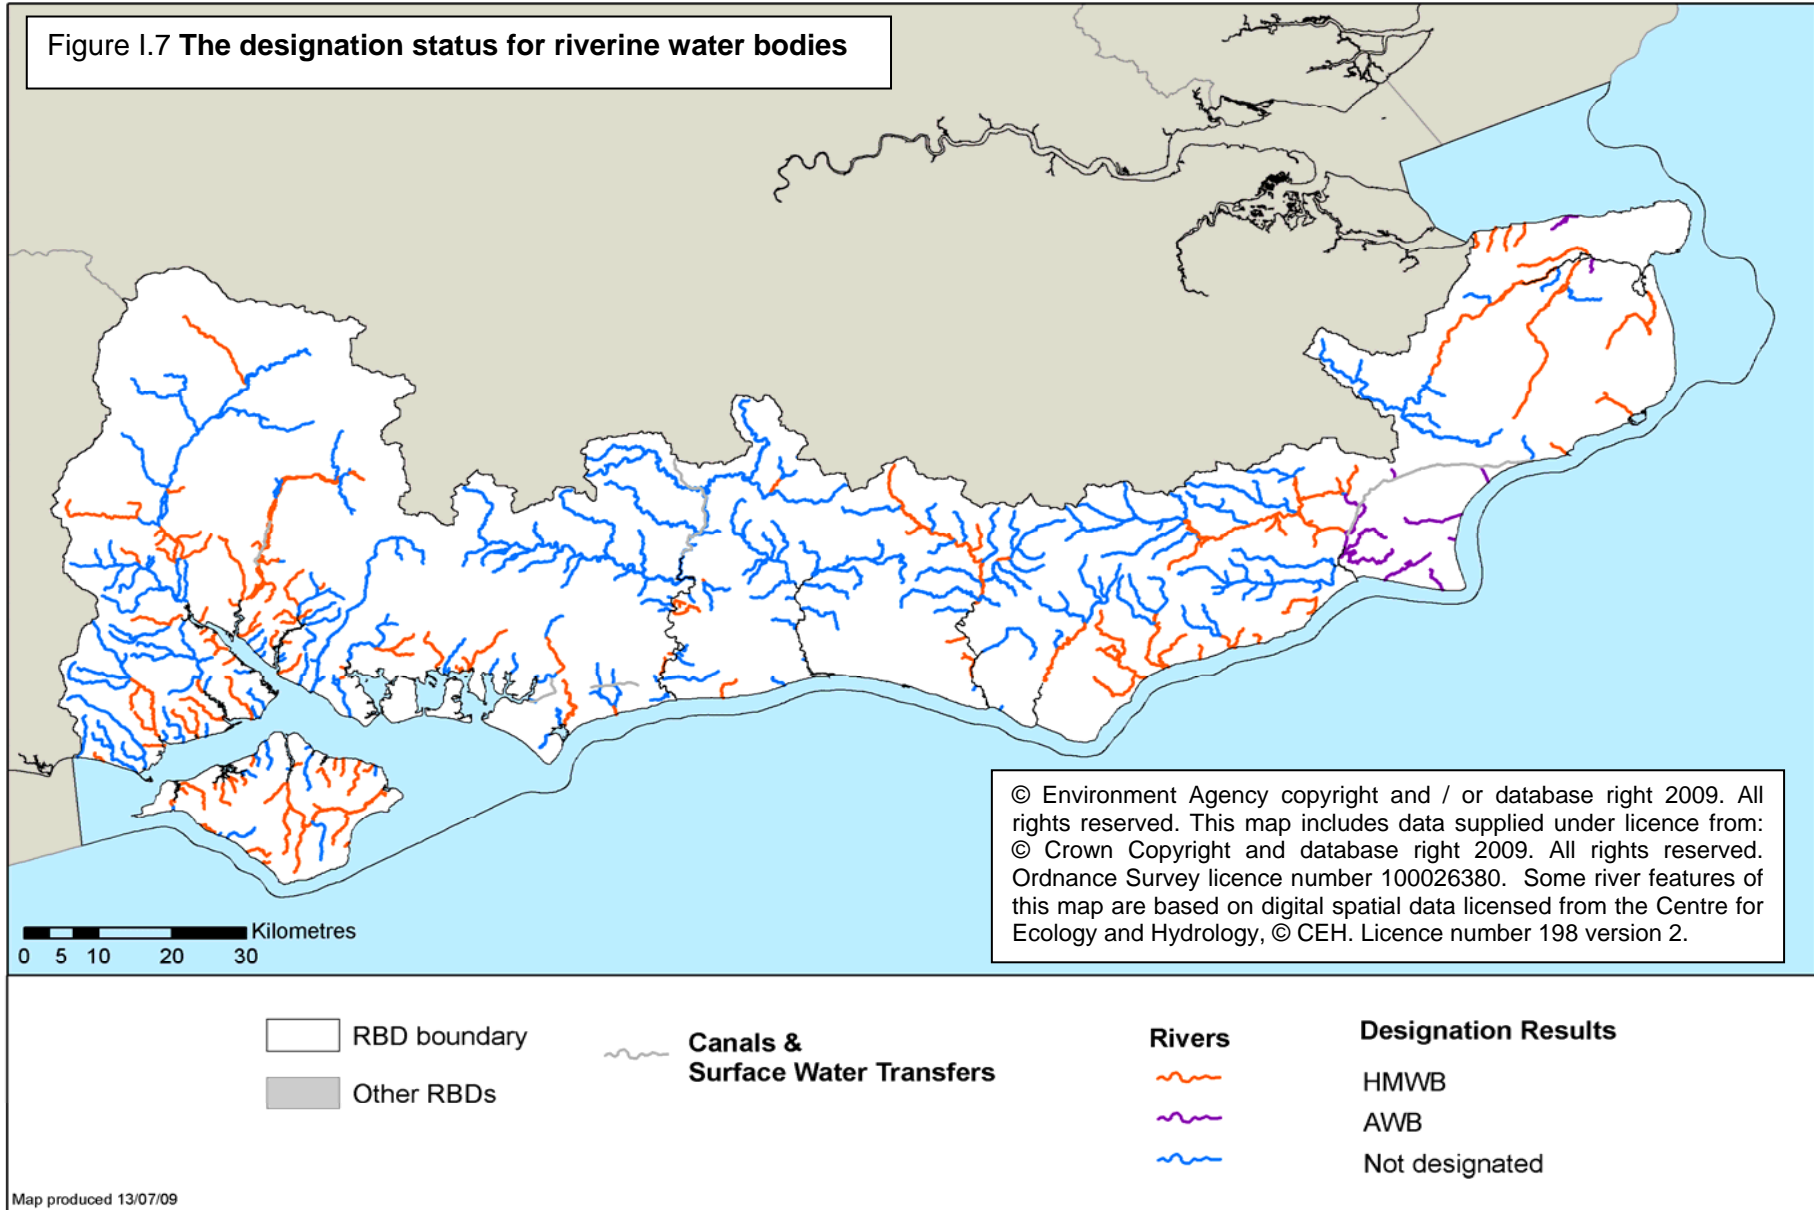 Figure I.7 The designation status for riverine water bodies
© Environment Agency copyright and / or database right 2009. All
rights reserved. This map includes data supplied under licence from:
© Crown Copyright and database right 2009. All rights reserved.
Ordnance Survey licence number 100026380. Some river features of
this map are based on digital spatial data licensed from the Centre for
Ecology and Hydrology, © CEH. Licence number 198 version 2.
Kilometres
0 5 10 20 30
RBD boundary
Other RBDs
Canals &
Surface Water Transfers
Rivers
Designation Results
HMWB
AWB
Not designated
Map produced 13/07/09